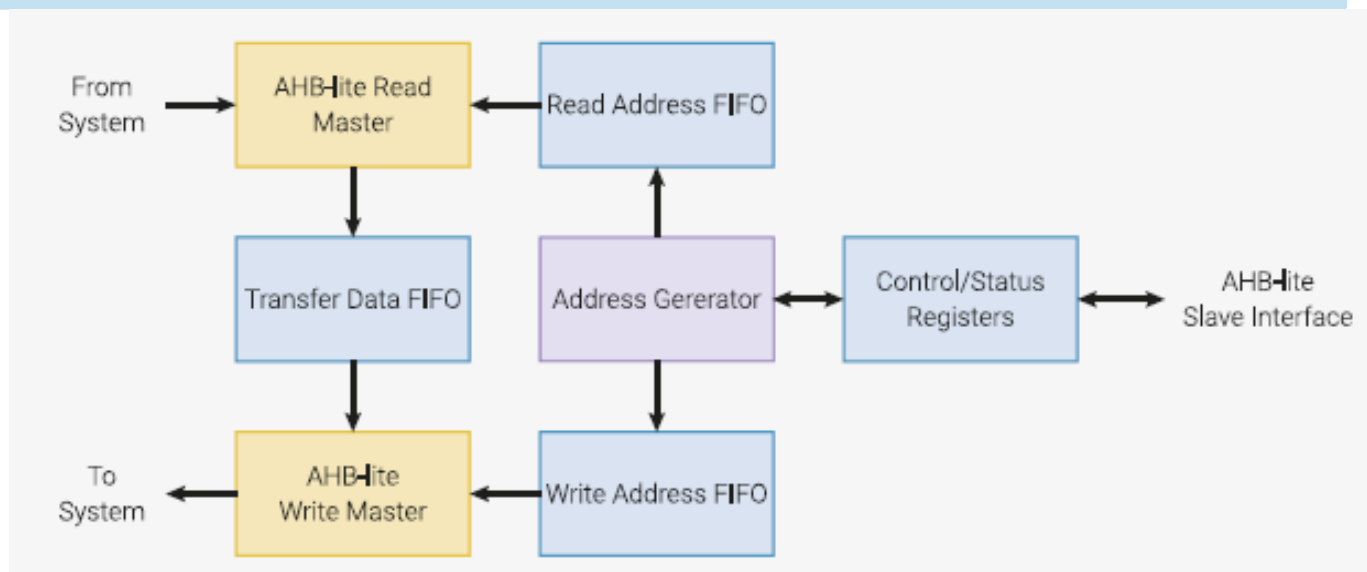 From
System
AHB-lite Read
Master
Read Address FIFO
Transfer Data FIFO
Address Gererator
Control/Status
Registers
AHB-lite
Slave Interface
To
System
AHB-lite
Write Master
Write Address FIFO